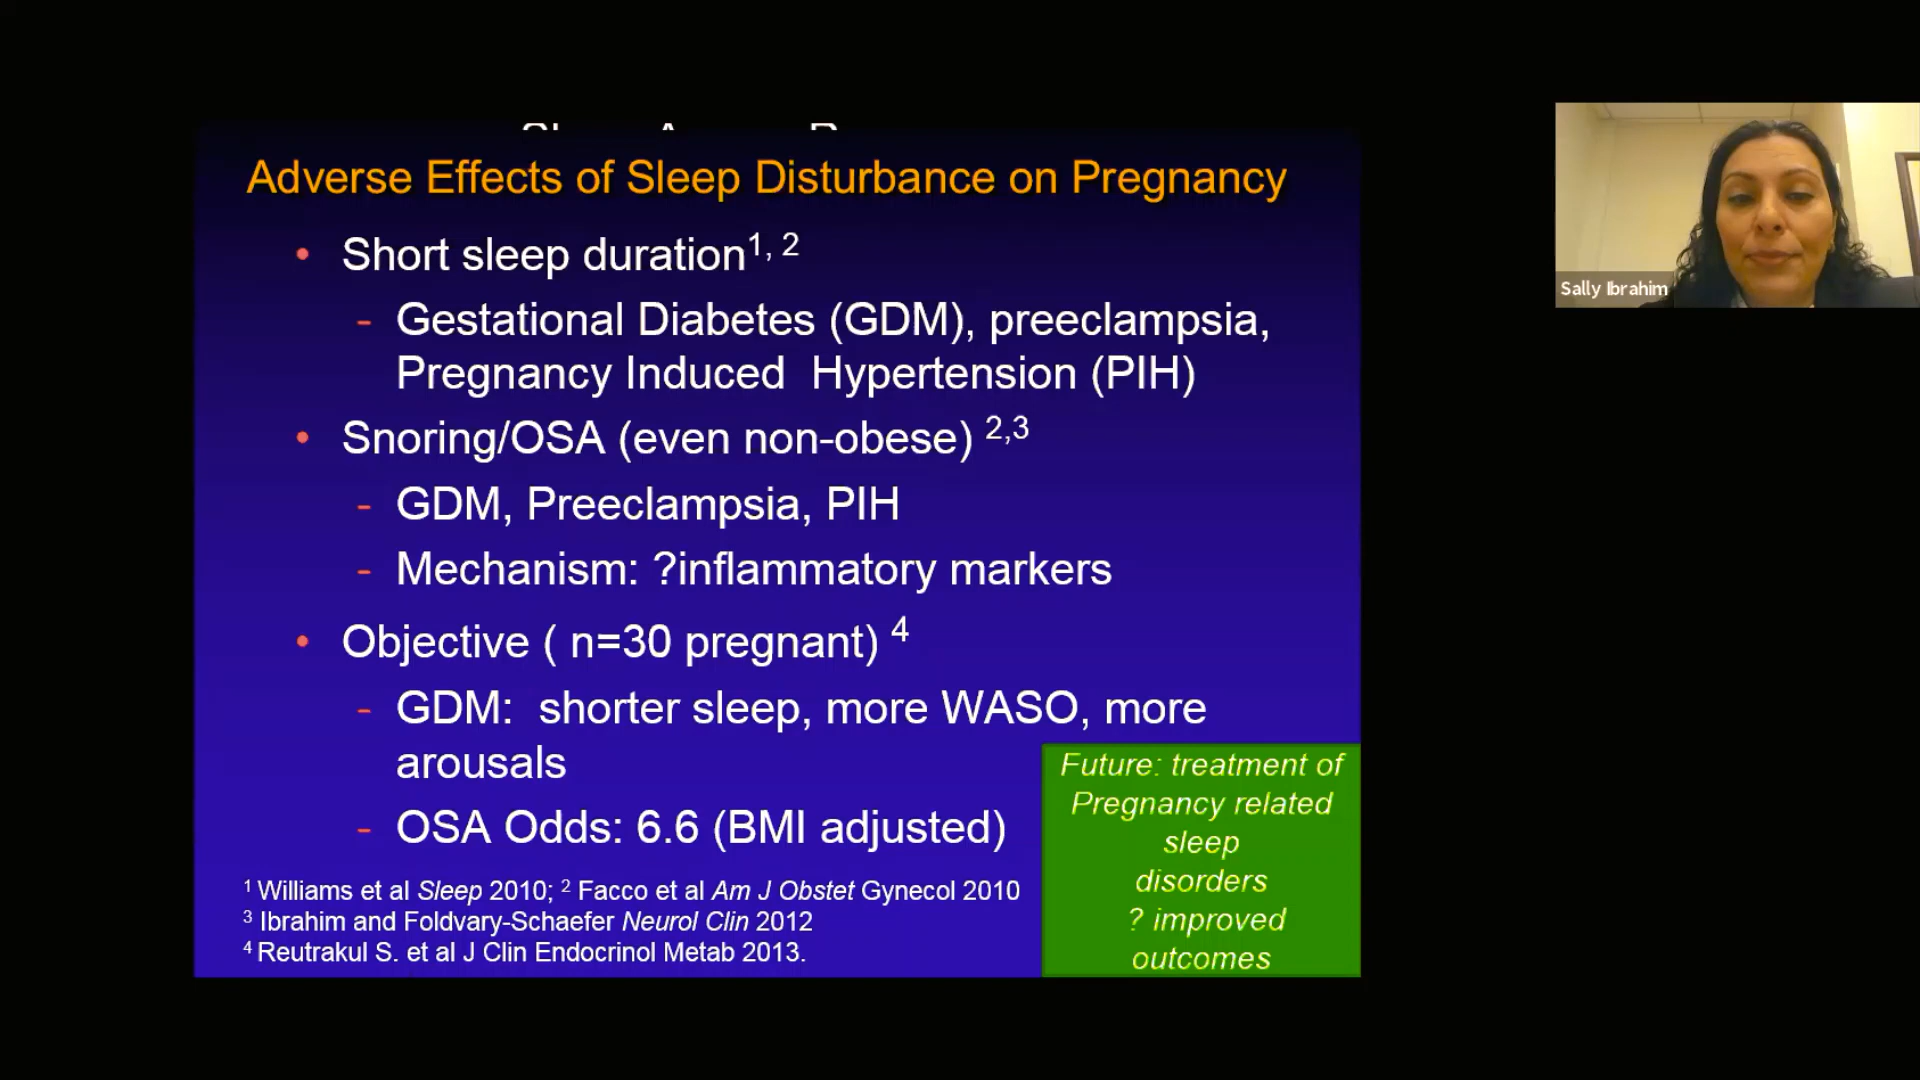 Adverse Effects of Sleep Disturbance on Pregnancy
• Short sleep duration1, 2
- Gestational Diabetes (GDM), preeclampsia,
Pregnancy Induced  Hypertension (PIH)
• Snoring/OSA (even non-obese) 2,3
- GDM, Preeclampsia, PIH
- Mechanism: ?inflammatory markers
• Objective ( n=30 pregnant) 4
- GDM:  shorter sleep, more WASO, more
arousals
- OSA Odds: 6.6 (BMI adjusted)
1 Williams et al Sleep 2010; 2 Facco et al Am J Obstet Gynecol 2010
3 Ibrahim and Foldvary-Schaefer Neurol Clin 2012
4 Reutrakul S. et al J Clin Endocrinol Metab 2013.
Future: treatment of
Pregnancy related
sleep
disorders
? improved
outcomes
Sally Ibrahim